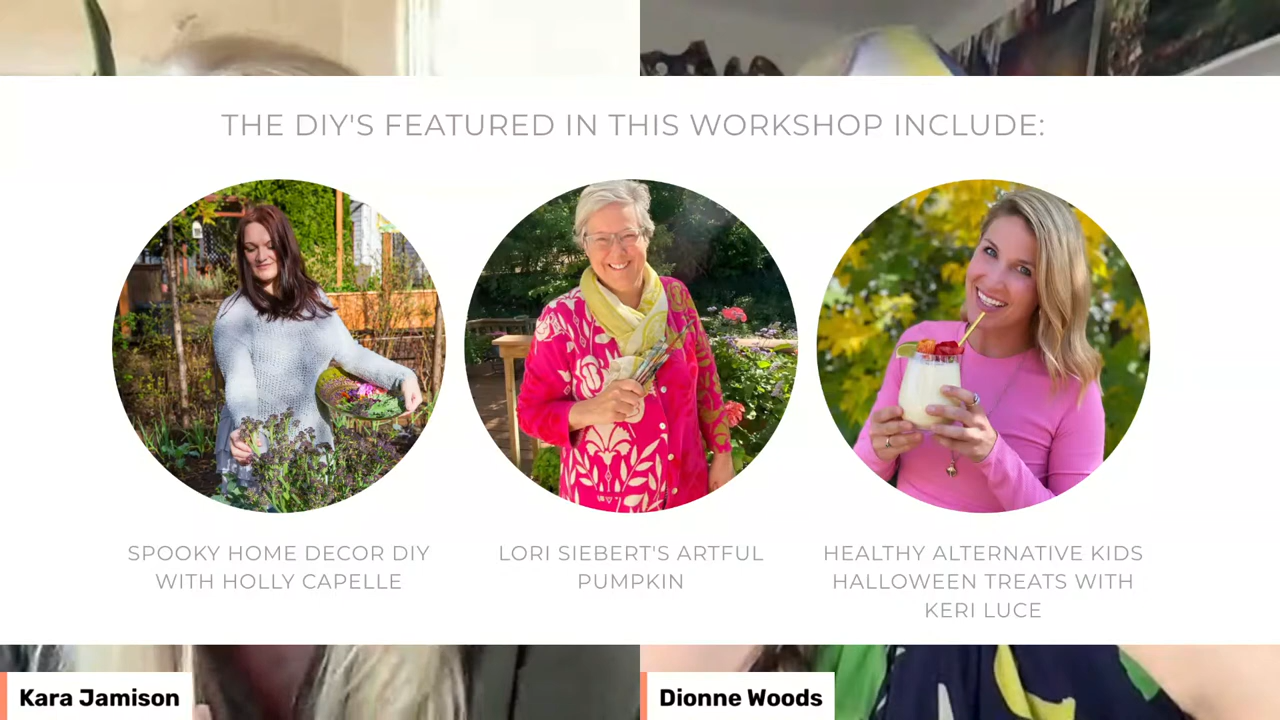 THE DIY'S FEATURED IN THIS WORKSHOP INCLUDE:
SPOOKY HOME DECOR DIY
WITH HOLLY CAPELLE
LORI SIEBERT'S ARTFUL
PUMPKIN
HEALTHY ALTERNATIVE KIDS
HALLOWEEN TREATS WITH
KERI LUCE
Kara Jamison
Dionne Woods